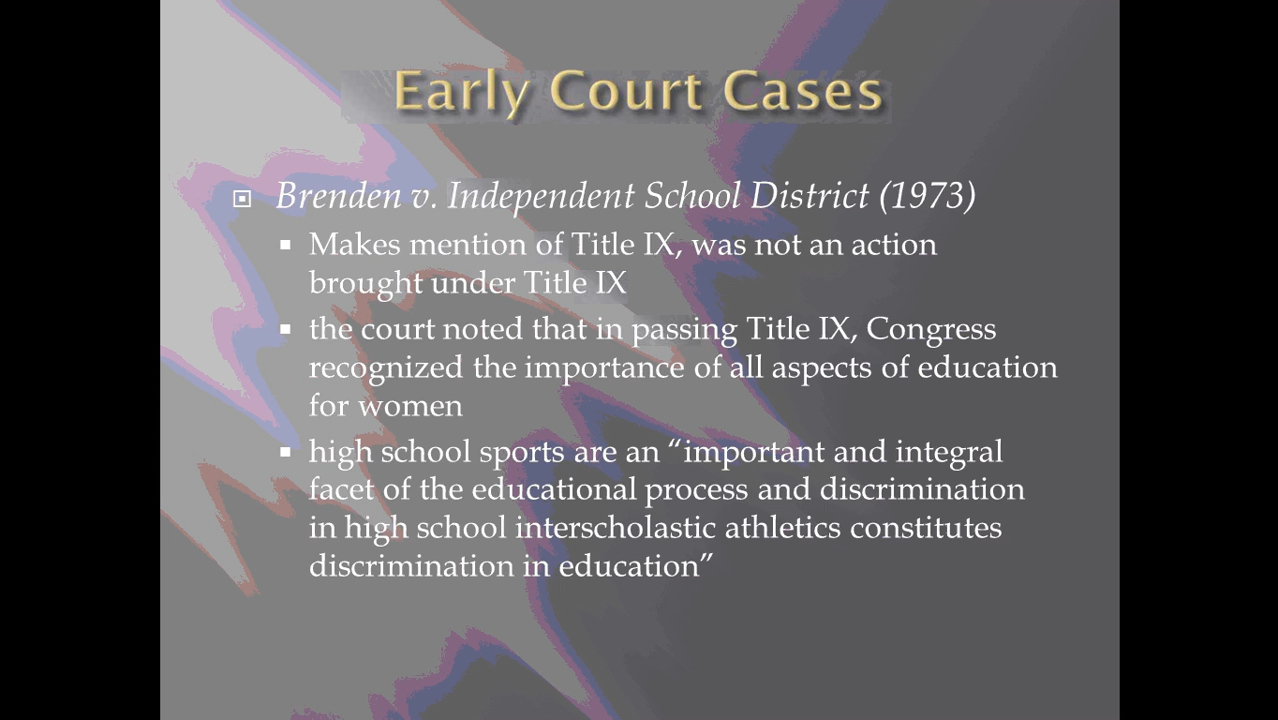 Early Court Cases
Brenden v. Independent School District (1973)
Makes mention of Title IX, was not an action
brought under Title IX
the court noted that in passing Title IX, Congress
recognized the importance of all aspects of education
for women
high school sports are an “important and integral
facet of the educational process and discrimination
in high school interscholastic athletics constitutes
discrimination in education”